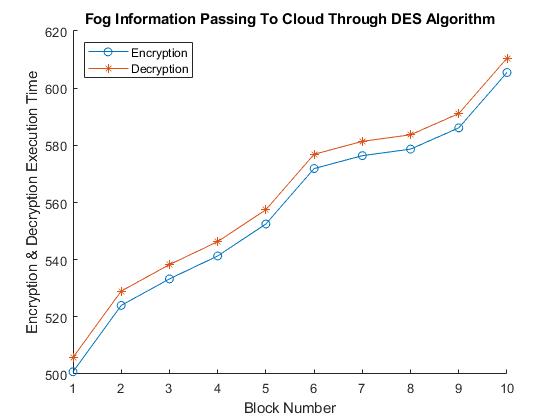 Fog Information Passing To Cloud Through DES Algorithm
Encryption
Decryption
Encryption & Decryption Execution Time
620
600
580
560
540
520
500
1 2 3 4 5 6 7 8 9 10
Block Number